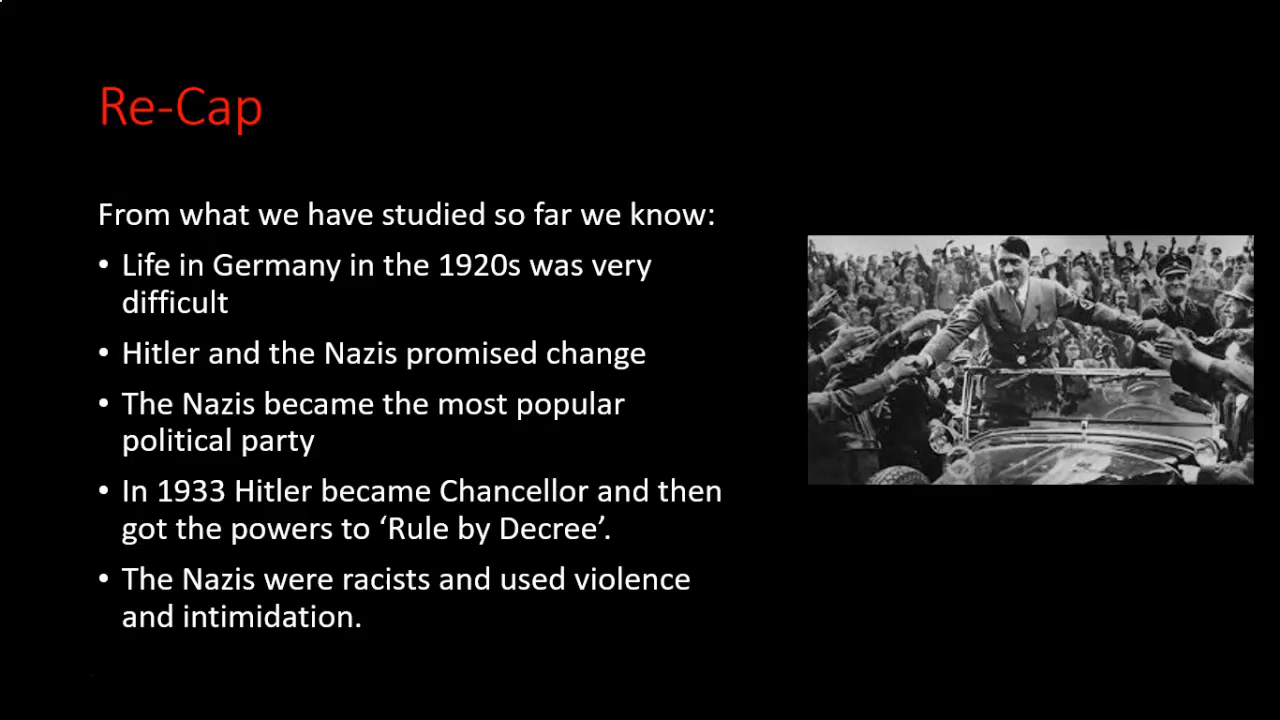 Re-Cap
From what we have studied so far we know:
• Life in Germany in the 1920s was very
difficult
• Hitler and the Nazis promised change
• The Nazis became the most popular
political party
• In 1933 Hitler became Chancellor and then
got the powers to ‘Rule by Decree’.
• The Nazis were racists and used violence
and intimidation.